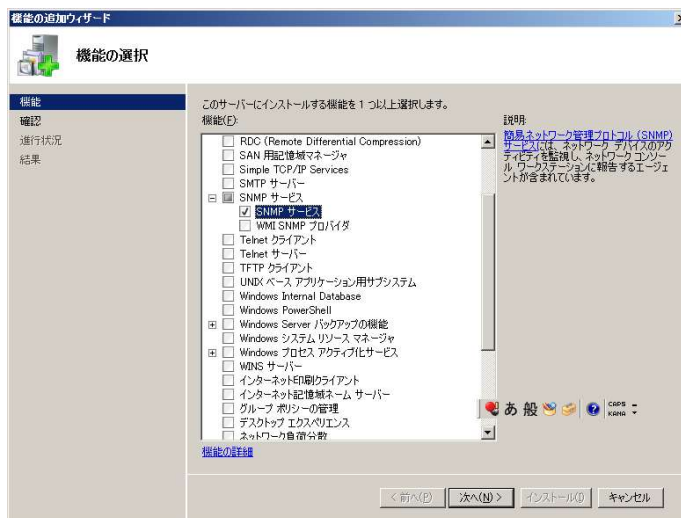 機能の追加ウィザード
機能の選択
機能
確認
進行状況
結果
このサーバーにインストールする機能を 1 つ以上選択します。
機能(F):
RDC (Remote Differential Compression)
SAN 用記憶域マネージャ
Simple TCP/IP Services
SMTP サーバー
SNMP サービス
SNMP サービス
WMI SNMP プロバイダ
Telnet クライアント
Telnet サーバー
TFTP クライアント
UNIX ベース アプリケーション用サブシステム
Windows Internal Database
Windows PowerShell
Windows Server バックアップの機能
Windows システム リソース マネージャ
Windows プロセス アクティブ化サービス
WINS サーバー
インターネット印刷クライアント
インターネット記憶域ネーム サーバー
グループ ポリシーの管理
デスクトップ エクスペリエンス
ネットワーク負荷分散
機能の詳細
説明:
簡易ネットワーク管理プロトコル (SNMP)
サービスには、ネットワーク デバイスのアク
ティビティを監視し、ネットワーク コンソー
ル ワークステーションに報告するエージェ
ントが含まれています。
あ 般 CAPS
KANA
< 前へ(P) 次へ(N) > インストール(I) キャンセル